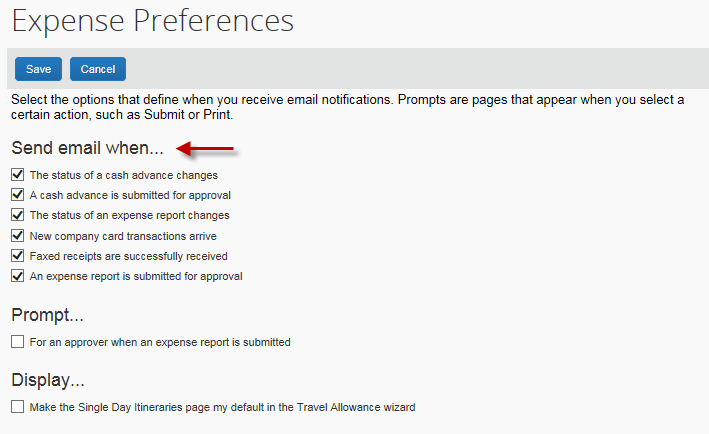 Expense Preferences
Save Cancel
Select the options that define when you receive email notifications. Prompts are pages that appear when you select a
certain action, such as Submit or Print.
Send email when...
The status of a cash advance changes
A cash advance is submitted for approval
The status of an expense report changes
New company card transactions arrive
Faxed receipts are successfully received
An expense report is submitted for approval
Prompt...
For an approver when an expense report is submitted
Display...
Make the Single Day Itineraries page my default in the Travel Allowance wizard